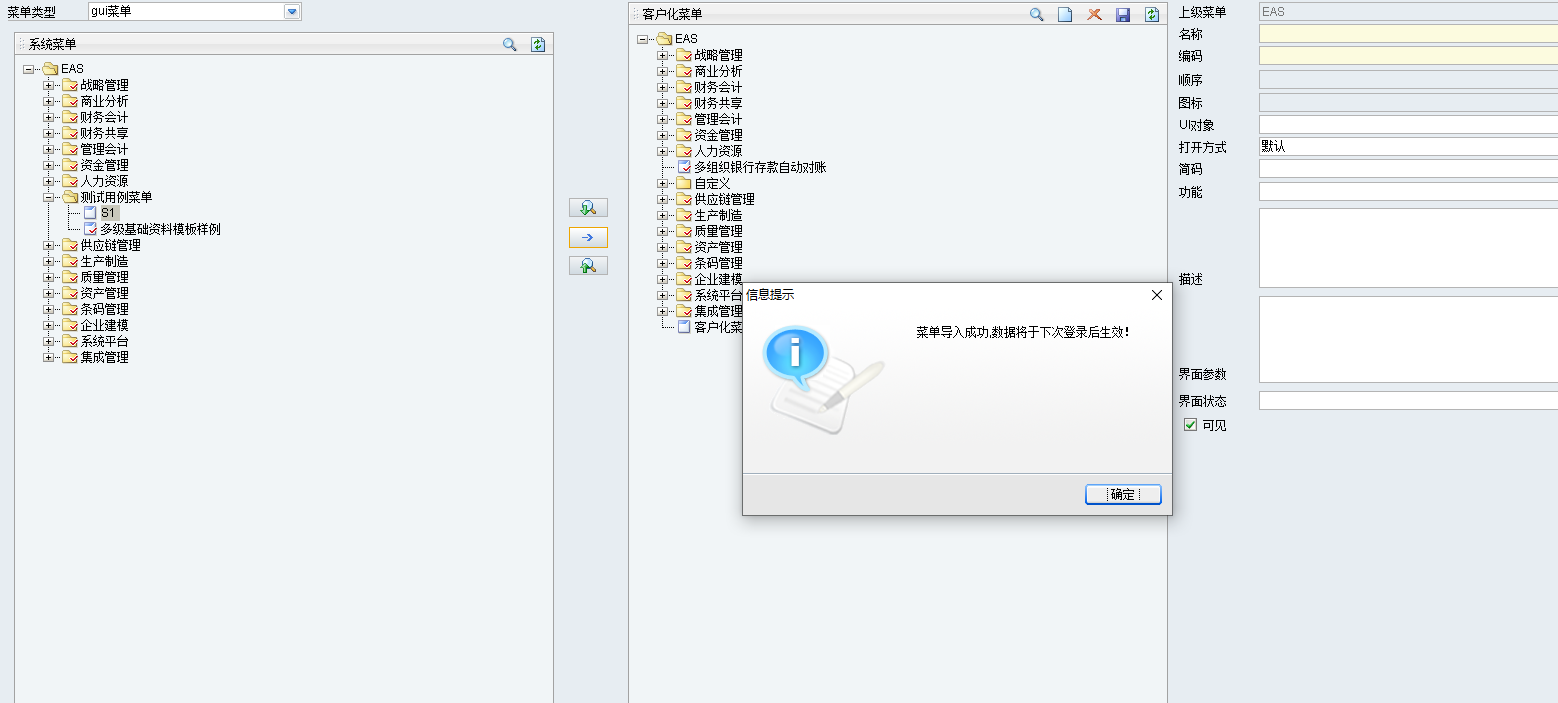 菜单类型
gui菜单
系统菜单
EAS
战略管理
商业分析
财务会计
财务共享
管理会计
资金管理
人力资源
测试用例菜单
S1
多级基础资料模板样例
供应链管理
生产制造
质量管理
资产管理
条码管理
企业建模
系统平台
集成管理
客户化菜单
EAS
战略管理
商业分析
财务会计
财务共享
管理会计
资金管理
人力资源
多组织银行存款自动对账
自定义
供应链管理
生产制造
质量管理
资产管理
条码管理
企业建模
系统平台
集成管理
客户化菜
信息提示
菜单导入成功,数据将于下次登录后生效!
确定
上级菜单
EAS
名称
编码
顺序
图标
UI对象
打开方式
默认
简码
功能
描述
界面参数
界面状态
可见